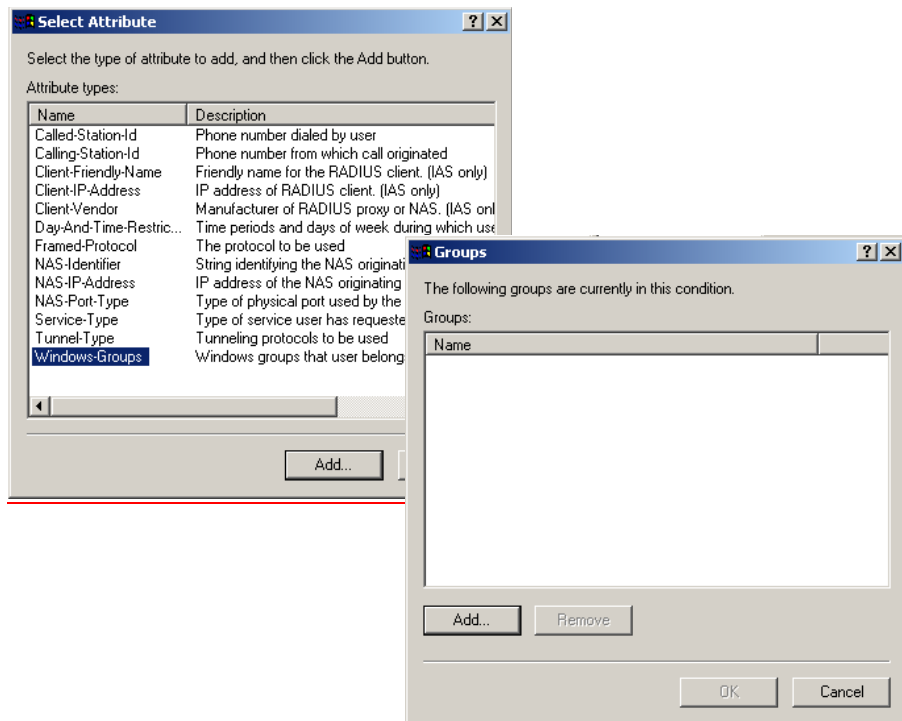 Select Attribute
Select the type of attribute to add, and then click the Add button.
Attribute types:
Name Description
Called-Station-Id Phone number dialed by user
Calling-Station-Id Phone number from which call originated
Client-Friendly-Name Friendly name for the RADIUS client. (IAS only)
Client-IP-Address IP address of RADIUS client. (IAS only)
Client-Vendor Manufacturer of RADIUS proxy or NAS. (IAS onl
Day-And-Time-Restric... Time periods and days of week during which use
Framed-Protocol The protocol to be used
NAS-Identifier String identifying the NAS originati
NAS-IP-Address IP address of the NAS originating
NAS-Port-Type Type of physical port used by the
Service-Type Type of service user has requeste
Tunnel-Type Tunneling protocols to be used
Windows-Groups Windows groups that user belong
Add...
Groups
The following groups are currently in this condition.
Groups:
Name
Add... Remove
OK Cancel